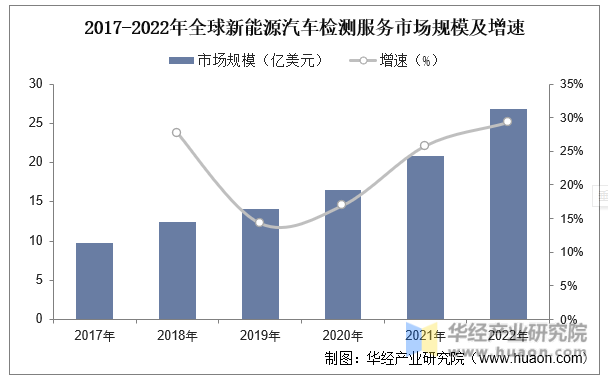 2017-2022年全球新能源汽车检测服务市场规模及增速
市场规模（亿美元） 增速（%）
30 35%
25 30%
20 25%
15 20%
10 15%
5 10%
0 5%
0%
2017年 2018年 2019年 2020年 2021年 2022年
华经产业研究院
www.huaon.com
制图：华经产业研究院（www.huaon.com）